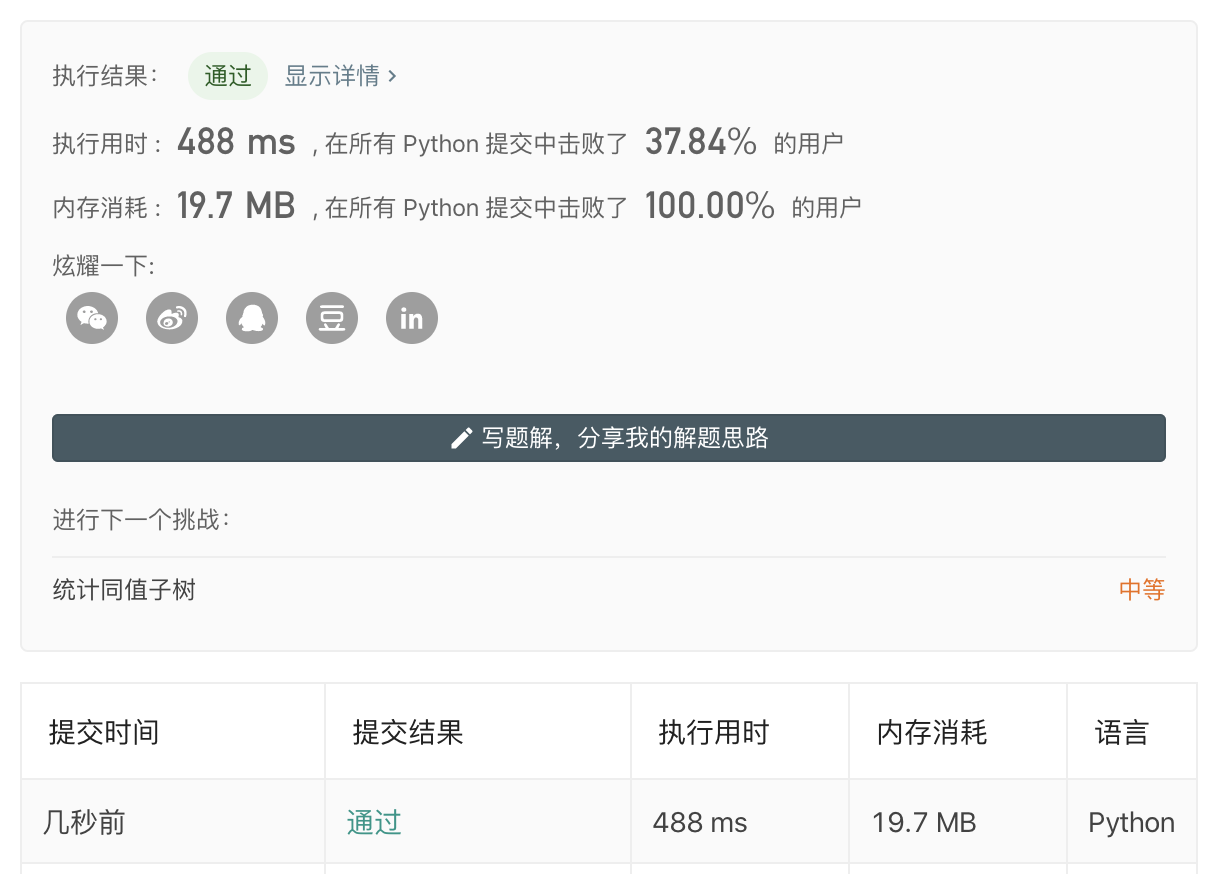 执行结果： 通过 显示详情 ›
执行用时 : 488 ms , 在所有 Python 提交中击败了 37.84% 的用户
内存消耗 : 19.7 MB , 在所有 Python 提交中击败了 100.00% 的用户
炫耀一下:
豆 in
写题解，分享我的解题思路
进行下一个挑战：
统计同值子树 中等
提交时间 提交结果 执行用时 内存消耗 语言
几秒前 通过 488 ms 19.7 MB Python